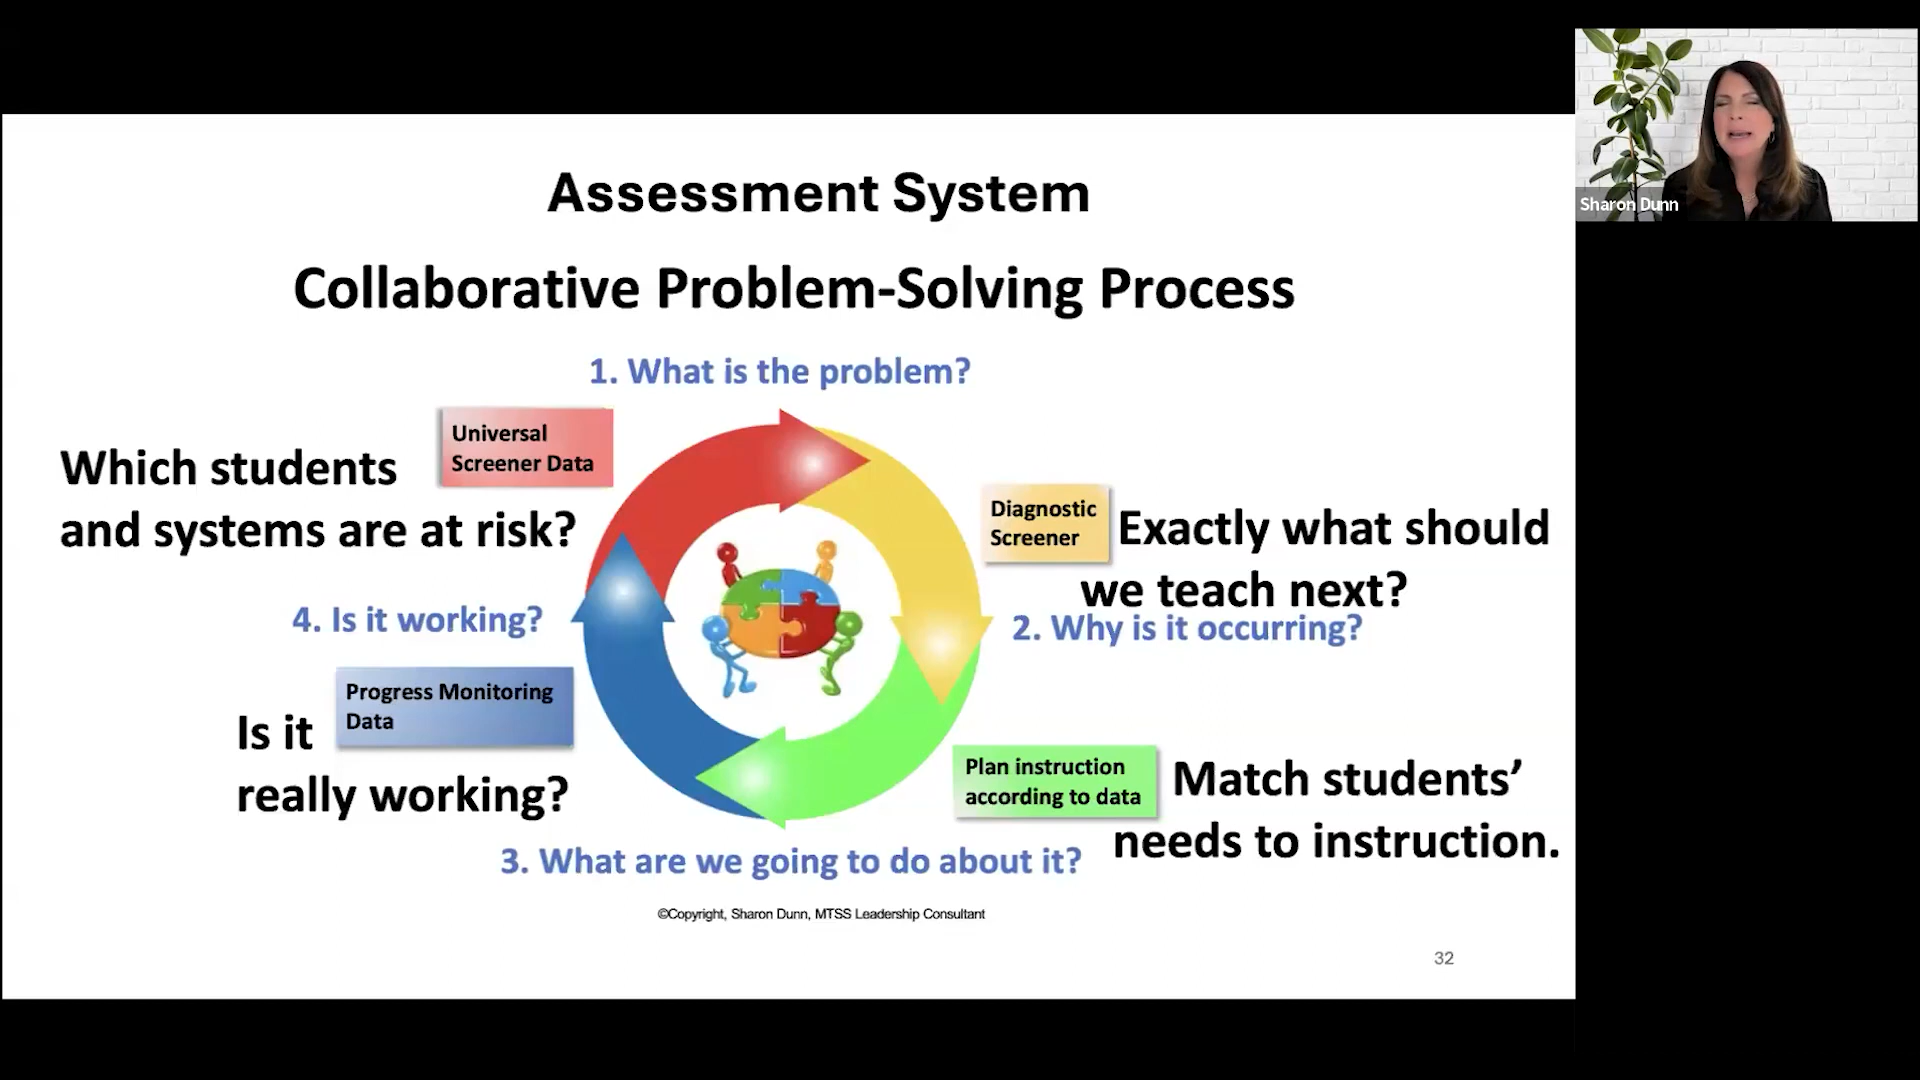 Sharon Dunn
Assessment System
Collaborative Problem-Solving Process
1. What is the problem?
Universal
Screener Data
Which students
and systems are at risk?
Diagnostic
Screener
Exactly what should
we teach next?
2. Why is it occurring?
4. Is it working?
Progress Monitoring
Data
Is it
really working?
Plan instruction
according to data
Match students’
needs to instruction.
3. What are we going to do about it?
©Copyright, Sharon Dunn, MTSS Leadership Consultant
32